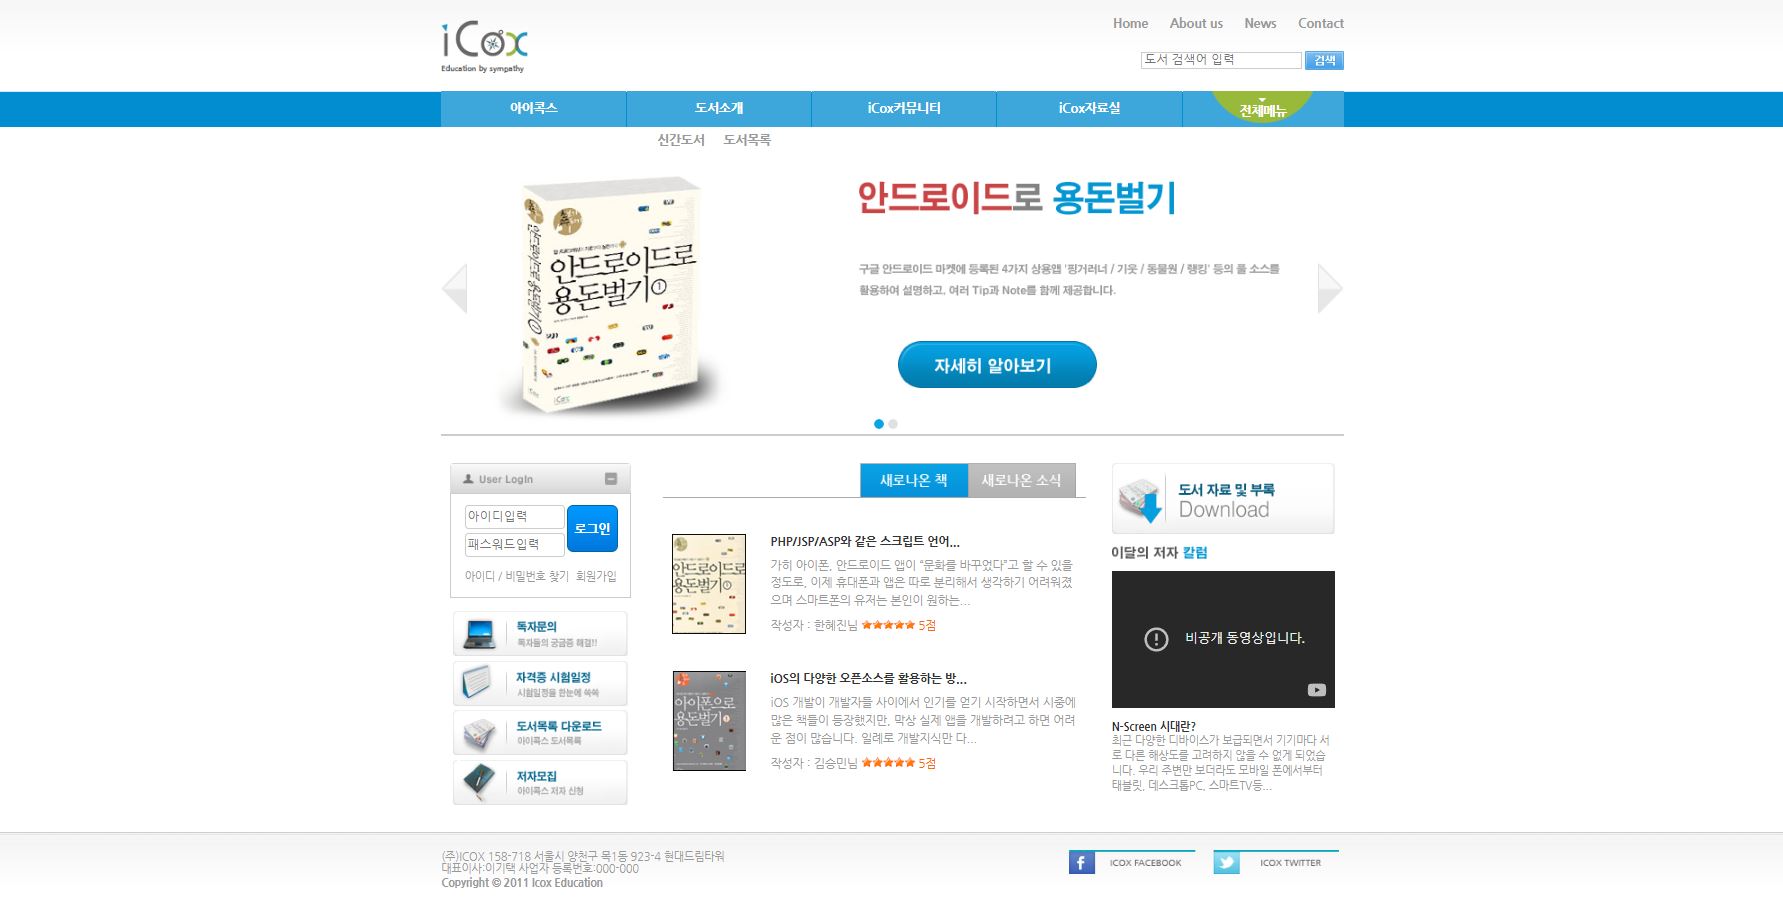 iCox
Education by sympathy
Home About us News Contact
도서 검색어 입력 검색
아이콕스 도서소개 iCox커뮤니티 iCox자료실 전체메뉴
신간도서 도서목록
안드로이드로 용돈벌기
구글 안드로이드 마켓에 등록된 4가지 상용앱 '핑거러너 / 기웃 / 동물원 / 랭킹' 등의 풀 소스를
활용하여 설명하고, 여러 Tip과 Note를 함께 제공합니다.
자세히 알아보기
안드로이드로
용돈벌기 1
iCox
User LogIn
아이디입력
패스워드입력
로그인
아이디 / 비밀번호 찾기 회원가입
독자문의
독자들의 궁금증 해결!!
자격증 시험일정
시험일정을 한눈에 쏙쏙
도서목록 다운로드
아이콕스 도서목록
저자모집
아이콕스 저자 신청
새로나온 책 새로나온 소식
안드로이드로
용돈벌기
PHP/JSP/ASP와 같은 스크립트 언어...
가히 아이폰, 안드로이드 앱이 “문화를 바꾸었다”고 할 수 있을
정도로, 이제 휴대폰과 앱은 따로 분리해서 생각하기 어려워졌
으며 스마트폰의 유저는 본인이 원하는...
작성자 : 한혜진님 ★★★★★ 5점
아이폰으로
용돈벌기
iOS의 다양한 오픈소스를 활용하는 방...
iOS 개발이 개발자들 사이에서 인기를 얻기 시작하면서 시중에
많은 책들이 등장했지만, 막상 실제 앱을 개발하려고 하면 어려
운 점이 많습니다. 일례로 개발지식만 다...
작성자 : 김승민님 ★★★★★ 5점
도서 자료 및 부록
Download
이달의 저자 칼럼
비공개 동영상입니다.
N-Screen 시대란?
최근 다양한 디바이스가 보급되면서 기기마다 서
로 다른 해상도를 고려하지 않을 수 없게 되었습
니다. 우리 주변만 보더라도 모바일 폰에서부터
태블릿, 데스크톱PC, 스마트TV등...
(주)ICOX 158-718 서울시 양천구 목1동 923-4 현대드림타워
대표이사:이기택 사업자 등록번호:000-000
Copyright © 2011 Icox Education
ICOX FACEBOOK ICOX TWITTER